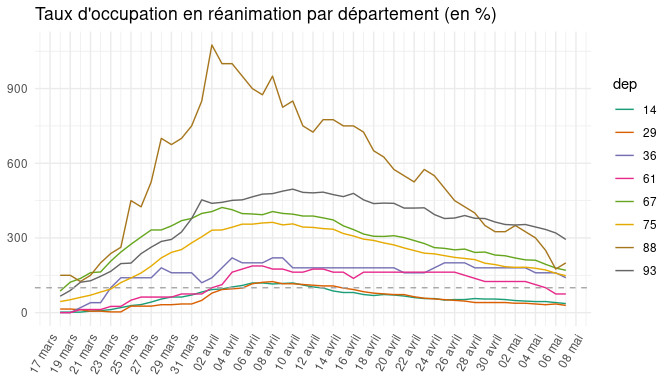 Taux d'occupation en réanimation par département (en %)
900
600
300
0
17 mars
19 mars
21 mars
23 mars
25 mars
27 mars
29 mars
31 mars
02 avril
04 avril
06 avril
08 avril
10 avril
12 avril
14 avril
16 avril
18 avril
20 avril
22 avril
24 avril
26 avril
28 avril
30 avril
02 mai
04 mai
06 mai
08 mai
dep
14
29
36
61
67
75
88
93